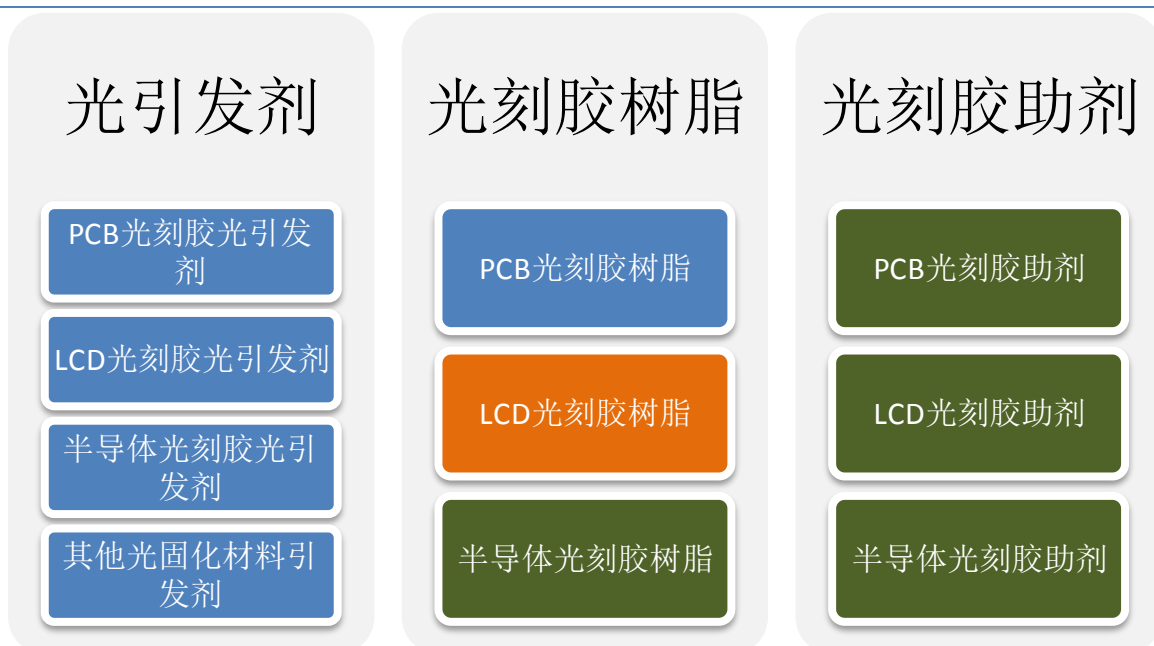 光引发剂
PCB光刻胶光引发
剂
LCD光刻胶光引发剂
半导体光刻胶光引
发剂
其他光固化材料引
发剂
光刻胶树脂
PCB光刻胶树脂
LCD光刻胶树脂
半导体光刻胶树脂
光刻胶助剂
PCB光刻胶助剂
LCD光刻胶助剂
半导体光刻胶助剂